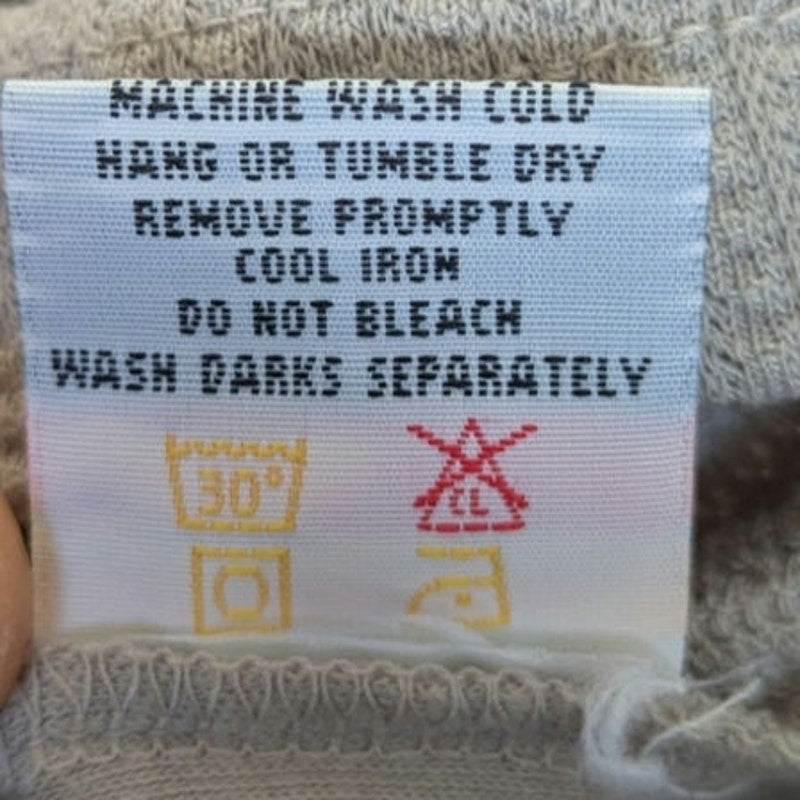 MACHINE WASH COLD
HANG OR TUMBLE DRY
REMOVE PROMPTLY
COOL IRON
DO NOT BLEACH
WASH DARKS SEPARATELY
30°
CL